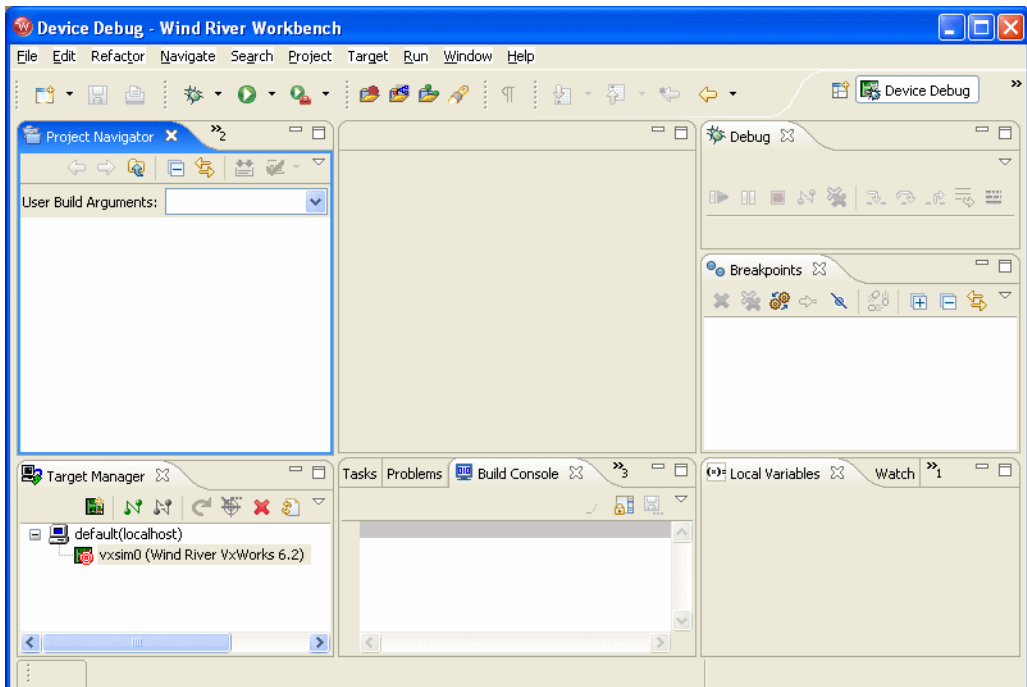 Device Debug - Wind River Workbench
File Edit Refactor Navigate Search Project Target Run Window Help
Device Debug »
Project Navigator »2
User Build Arguments:
Debug
Breakpoints
Target Manager
default(localhost)
vxsim0 (Wind River VxWorks 6.2)
Tasks Problems Build Console »3
010
Local Variables Watch »1
(x)=